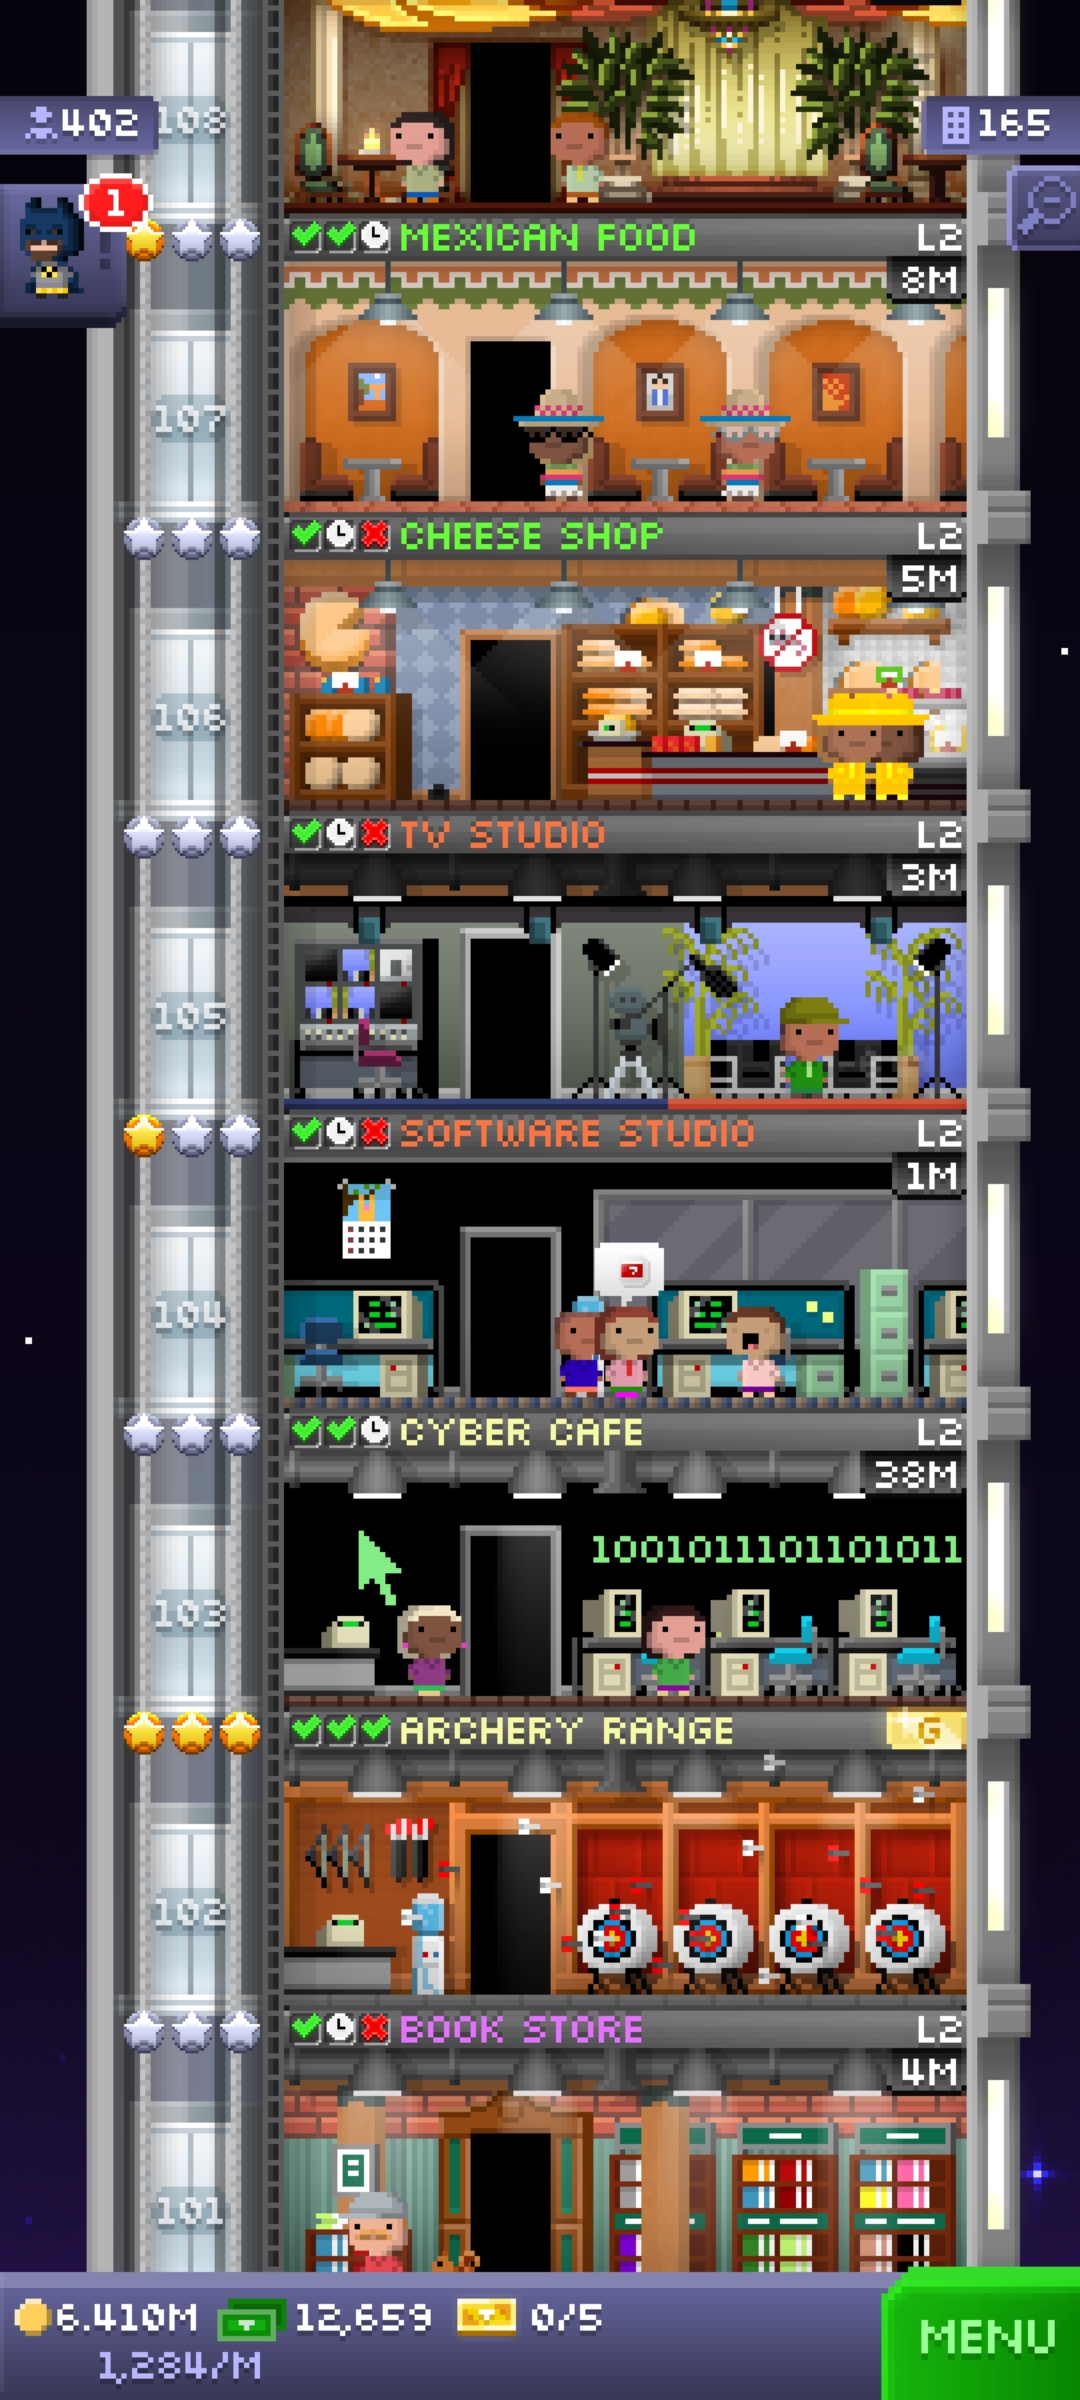 108
402
165
1
MEXICAN FOOD
L2
8M
107
CHEESE SHOP
L2
5M
106
TV STUDIO
L2
3M
105
SOFTWARE STUDIO
L2
1M
?
104
CYBER CAFE
L2
38M
1001011101101011
103
ARCHERY RANGE
G
102
BOOK STORE
L2
4M
8
101
6.410M
12,659
0/5
1,284/M
MENU